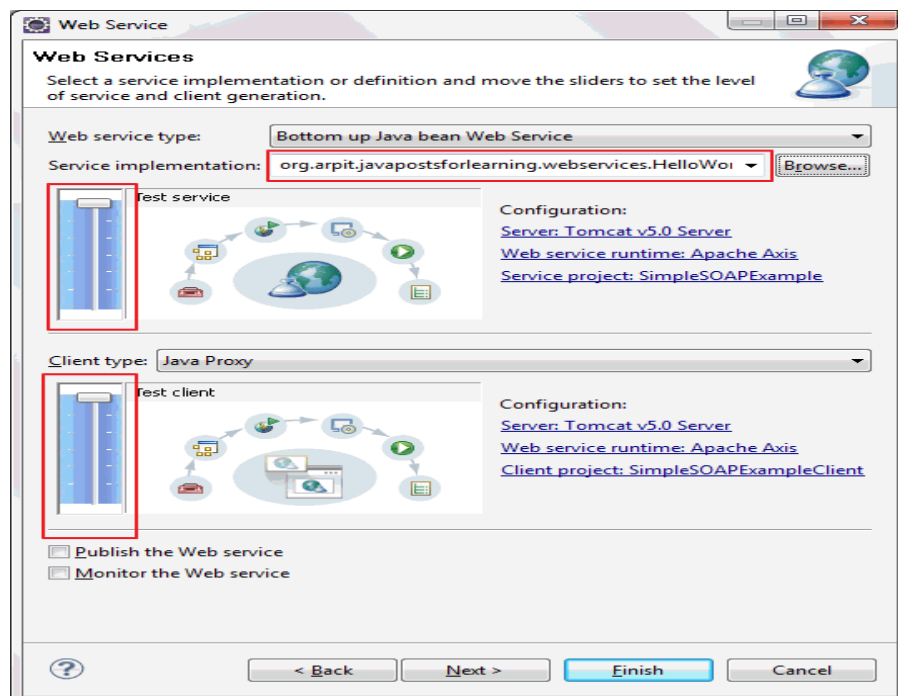 Web Service
Web Services
Select a service implementation or definition and move the sliders to set the level
of service and client generation.
Web service type:
Bottom up Java bean Web Service
Service implementation:
org.arpit.javapostsforlearning.webservices.HelloWor
Browse...
Test service
Configuration:
Server: Tomcat v5.0 Server
Web service runtime: Apache Axis
Service project: SimpleSOAPExample
Client type:
Java Proxy
Test client
Configuration:
Server: Tomcat v5.0 Server
Web service runtime: Apache Axis
Client project: SimpleSOAPExampleClient
Publish the Web service
Monitor the Web service
?
< Back
Next >
Finish
Cancel